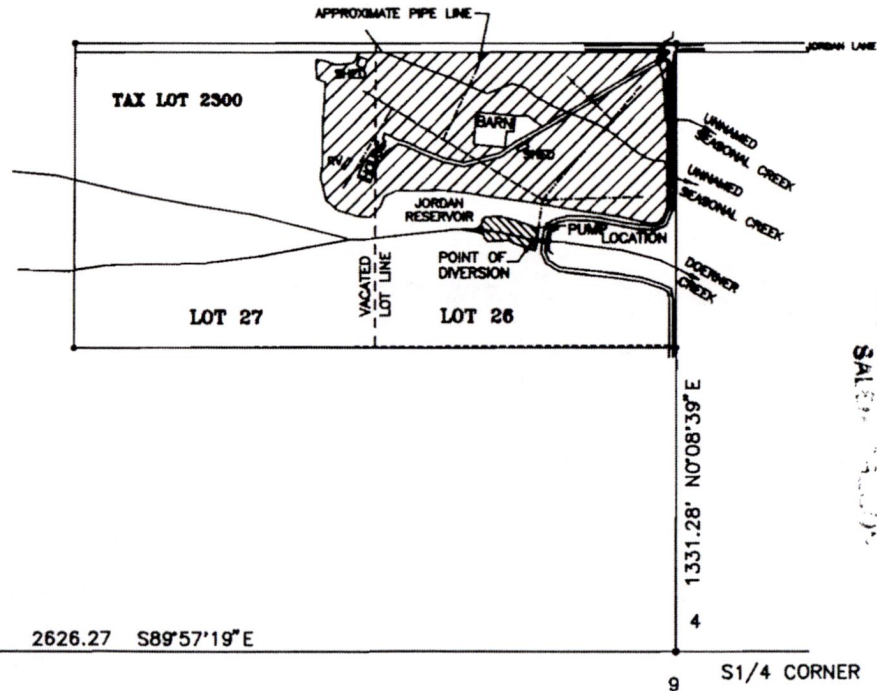 APPROXIMATE PIPE LINE
JORDAN LANE
SHED
TAX LOT 2300
BARN
UNNAMED
SEASONAL CREEK
SHED
RV
UNNAMED
SEASONAL CREEK
JORDAN
RESERVOIR
PUMP LOCATION
POINT OF
DIVERSION
DOERNER
CREEK
VACATED
LOT LINE
LOT 27
LOT 26
1331.28' N0°08'39"E
2626.27 S89°57'19"E
4
S1/4 CORNER
9